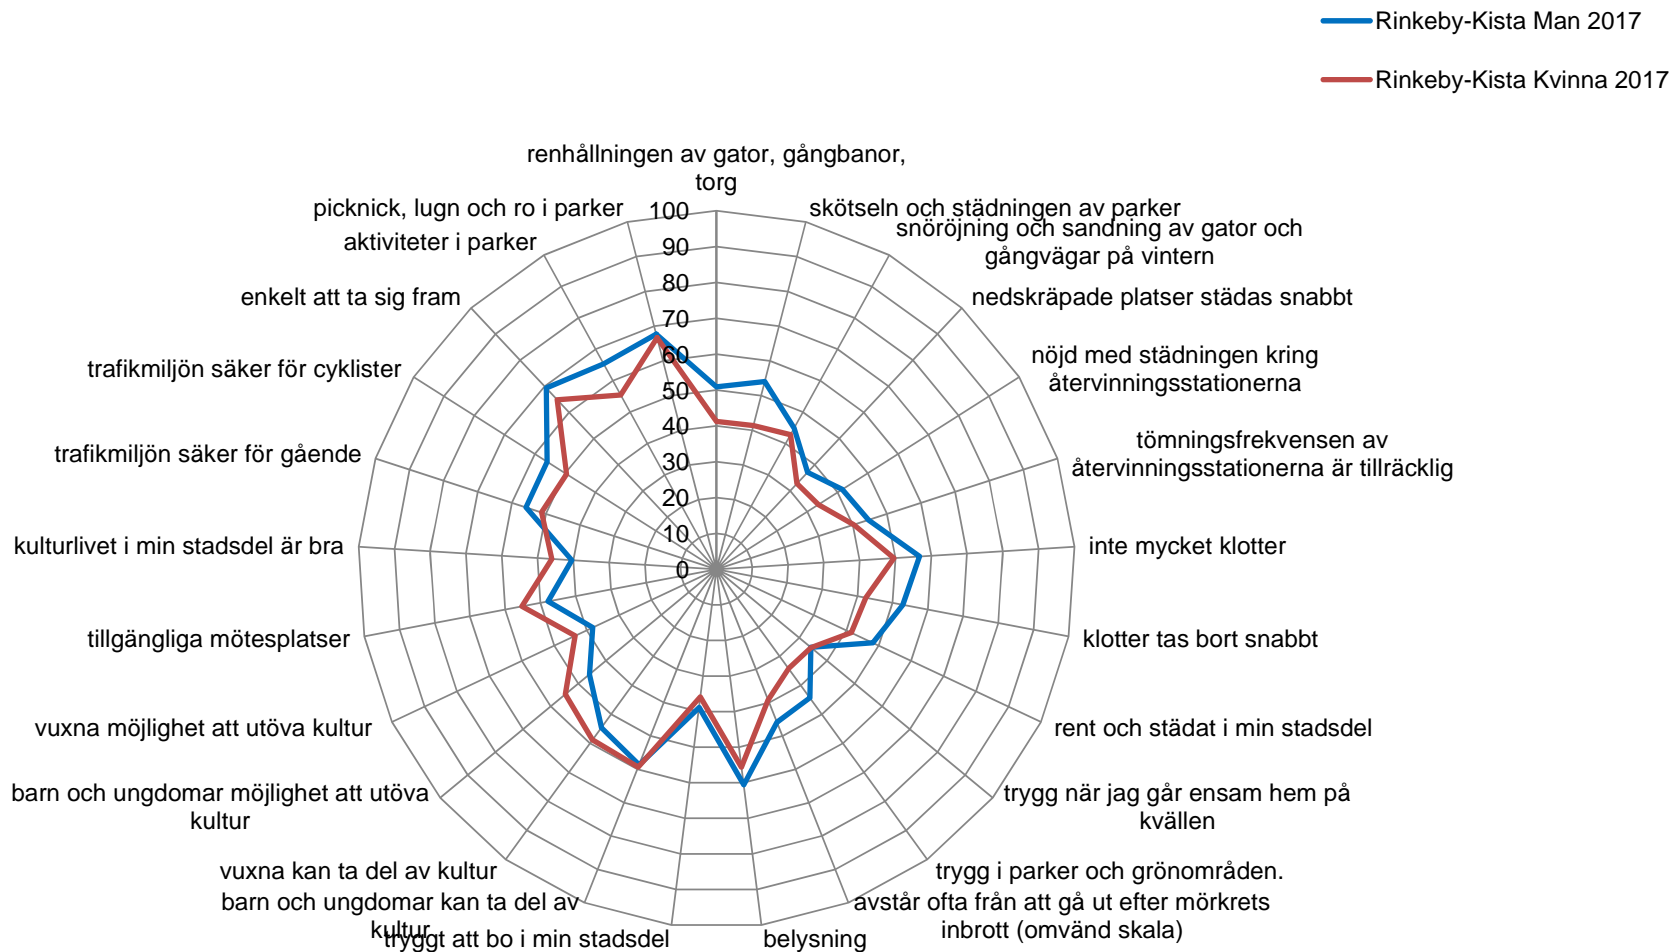 Rinkeby-Kista Man 2017
Rinkeby-Kista Kvinna 2017
renhållningen av gator, gångbanor,
torg
skötseln och städningen av parker
snöröjning och sandning av gator och
gångvägar på vintern
nedskräpade platser städas snabbt
nöjd med städningen kring
återvinningsstationerna
tömningsfrekvensen av
återvinningsstationerna är tillräcklig
inte mycket klotter
klotter tas bort snabbt
rent och städat i min stadsdel
trygg när jag går ensam hem på
kvällen
trygg i parker och grönområden.
avstår ofta från att gå ut efter mörkrets
inbrott (omvänd skala)
belysning
tryggt att bo i min stadsdel
barn och ungdomar kan ta del av
kultur
vuxna kan ta del av kultur
barn och ungdomar möjlighet att utöva
kultur
vuxna möjlighet att utöva kultur
tillgängliga mötesplatser
kulturlivet i min stadsdel är bra
trafikmiljön säker för gående
trafikmiljön säker för cyklister
enkelt att ta sig fram
aktiviteter i parker
picknick, lugn och ro i parker
100
90
80
70
60
50
40
30
20
10
0